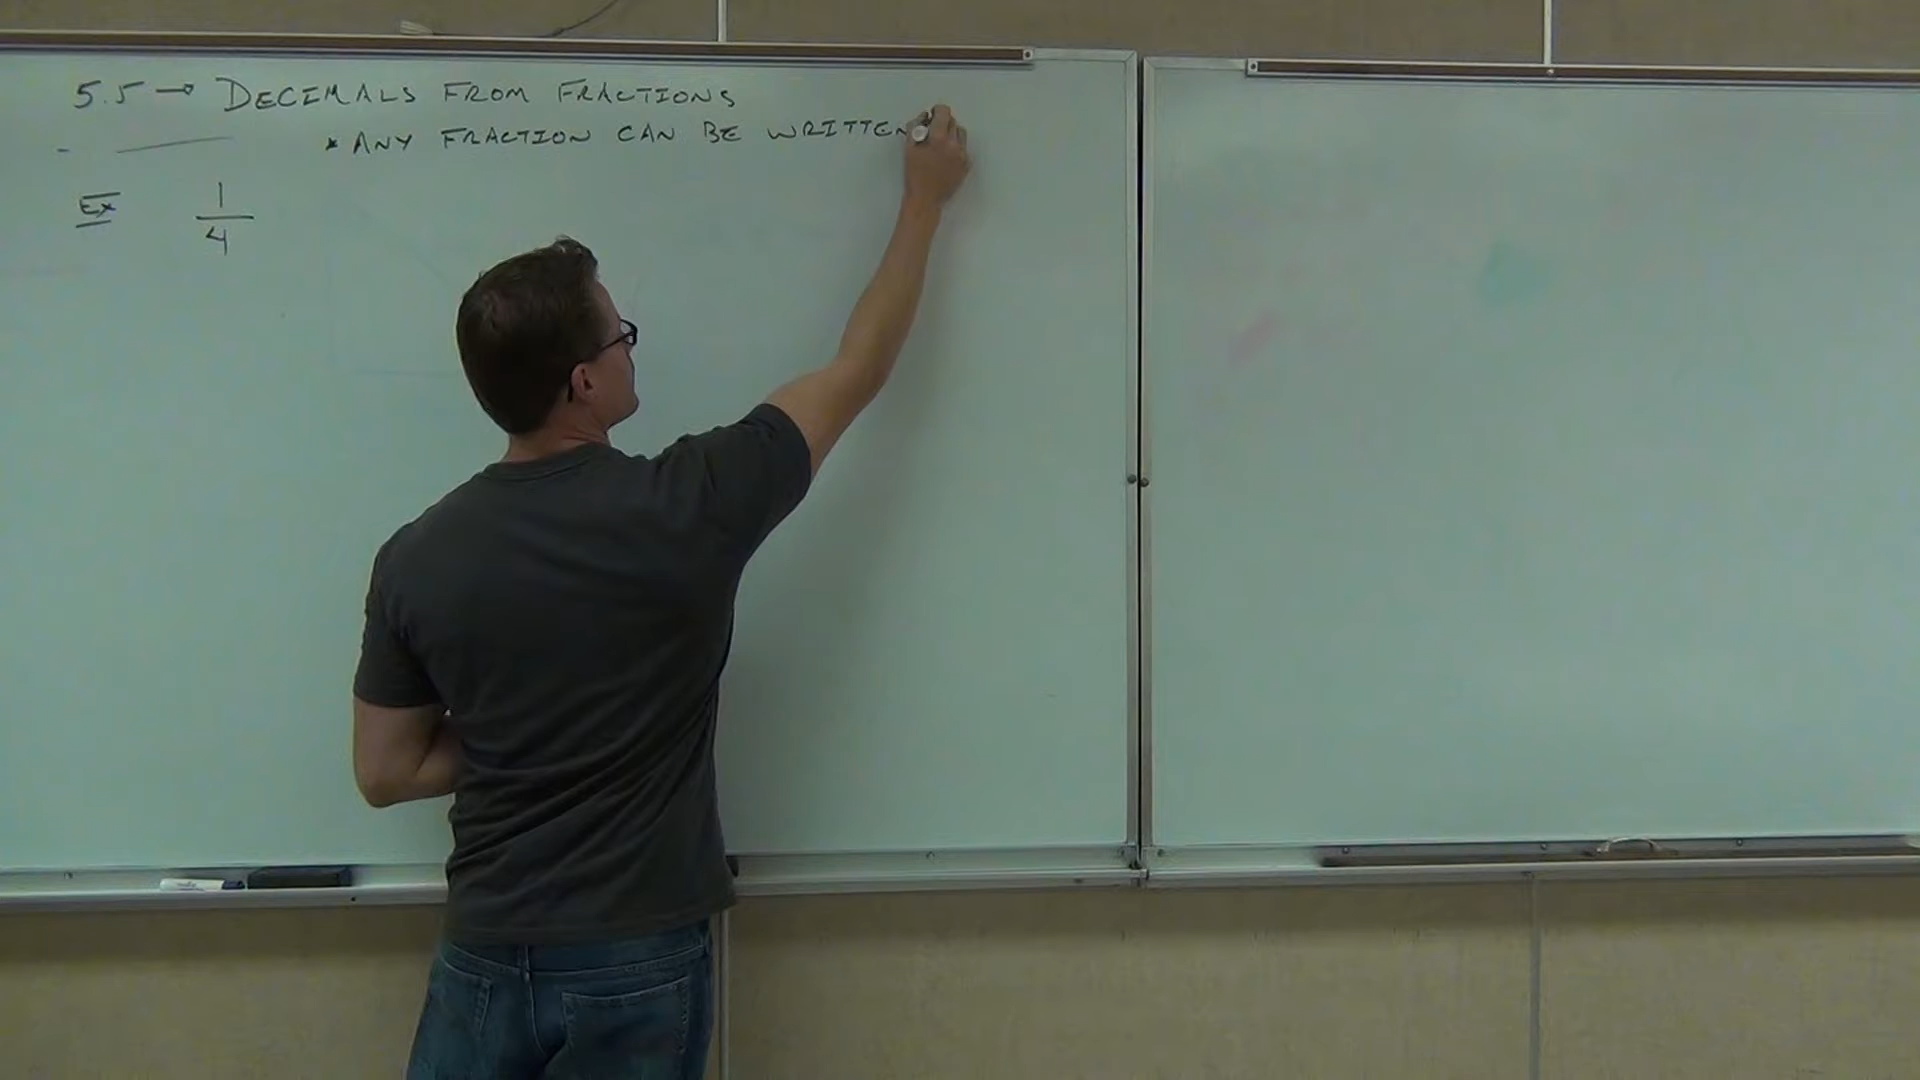 5.5 → DECIMALS FROM FRACTIONS
* ANY FRACTION CAN BE WRITTEN
Ex 1/4